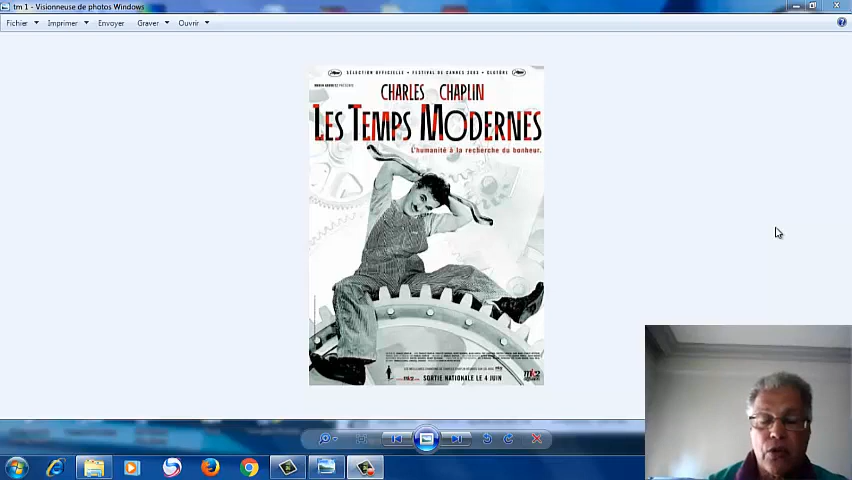 tm 1 - Visionneuse de photos Windows
Fichier Imprimer Envoyer Graver Ouvrir
SÉLECTION OFFICIELLE • FESTIVAL DE CANNES 2003 • CLÔTURE
CHARLES CHAPLIN
LES TEMPS MODERNES
L'humanité à la recherche du bonheur.
mk2
SORTIE NATIONALE LE 4 JUIN